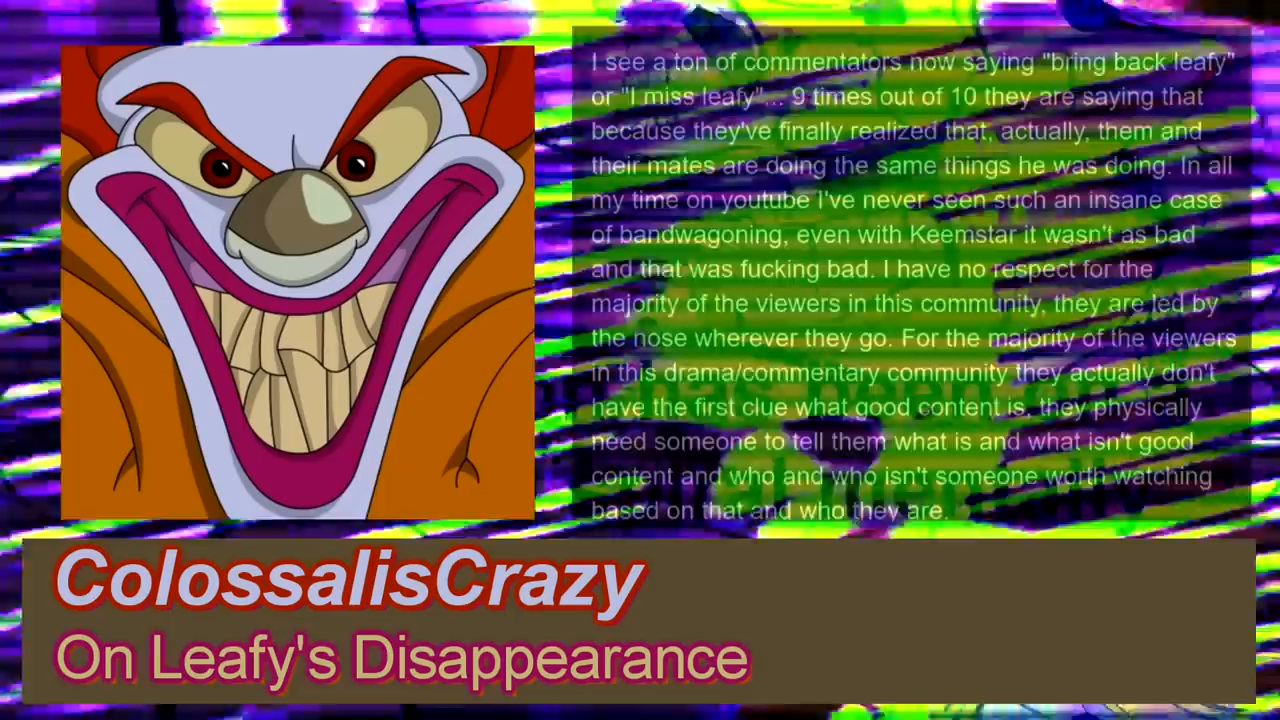 I see a ton of commentators now saying "bring back leafy"
or "I miss leafy"... 9 times out of 10 they are saying that
because they've finally realized that, actually, them and
their mates are doing the same things he was doing. In all
my time on youtube I've never seen such an insane case
of bandwagoning, even with Keemstar it wasn't as bad
and that was fucking bad. I have no respect for the
majority of the viewers in this community, they are led by
the nose wherever they go. For the majority of the viewers
in this drama/commentary community they actually don't
have the first clue what good content is, they physically
need someone to tell them what is and what isn't good
content and who and who isn't someone worth watching
based on that and who they are.
ColossalisCrazy
On Leafy's Disappearance